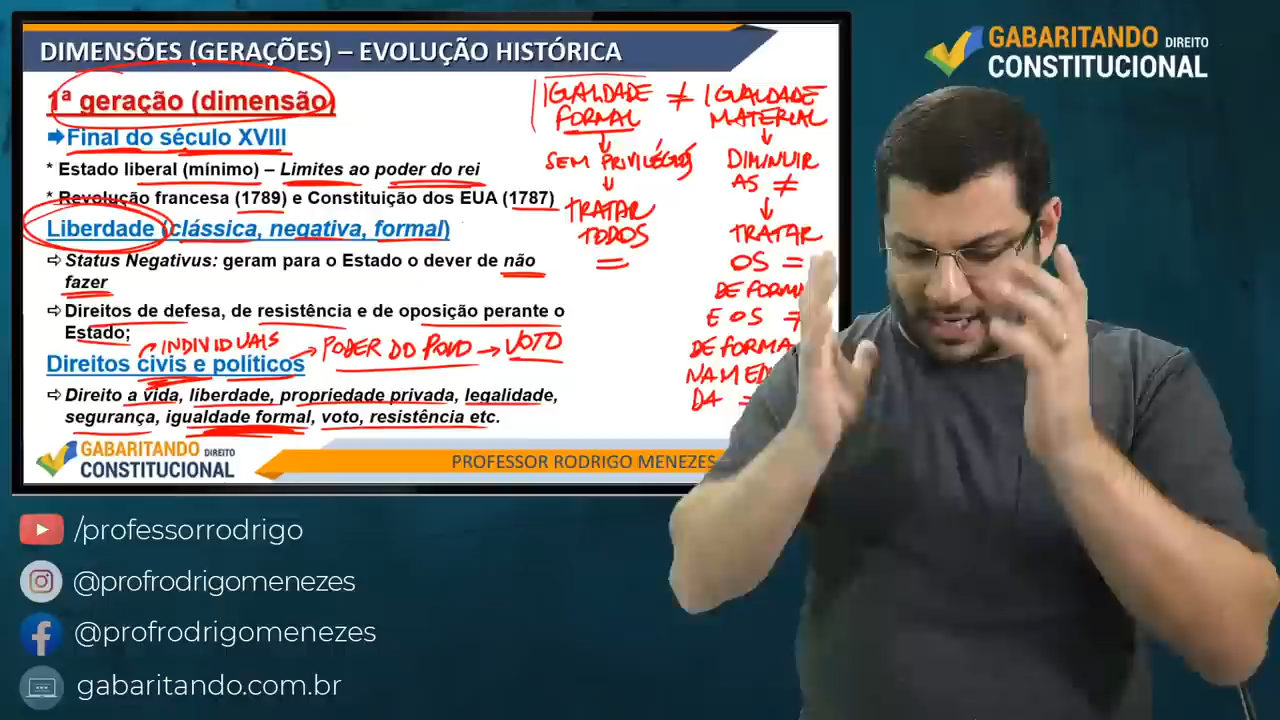 DIMENSÕES (GERAÇÕES) – EVOLUÇÃO HISTÓRICA
1ª geração (dimensão)
Final do século XVIII
* Estado liberal (mínimo) – Limites ao poder do rei
* Revolução francesa (1789) e Constituição dos EUA (1787)
Liberdade (clássica, negativa, formal)
Status Negativus: geram para o Estado o dever de não
fazer
Direitos de defesa, de resistência e de oposição perante o
Estado;
INDIVIDUAIS
PODER DO POVO → VOTO
Direitos civis e políticos
Direito a vida, liberdade, propriedade privada, legalidade,
segurança, igualdade formal, voto, resistência etc.
IGUALDADE
FORMAL
SEM PRIVILÉGIOS
TRATAR
TODOS
=
≠
IGUALDADE
MATERIAL
DIMINUIR
AS ≠
TRATAR
OS =
DE FORMA
E OS ≠
DE FORMA
NA MED
DA
GABARITANDO DIREITO
CONSTITUCIONAL
PROFESSOR RODRIGO MENEZES
GABARITANDO DIREITO
CONSTITUCIONAL
/professorrodrigo
@profrodrigomenezes
@profrodrigomenezes
gabaritando.com.br